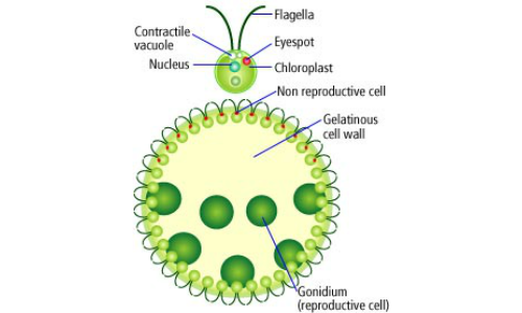 Flagella
Contractile
vacuole
Eyespot
Nucleus
Chloroplast
Non reproductive cell
Gelatinous
cell wall
Gonidium
(reproductive cell)